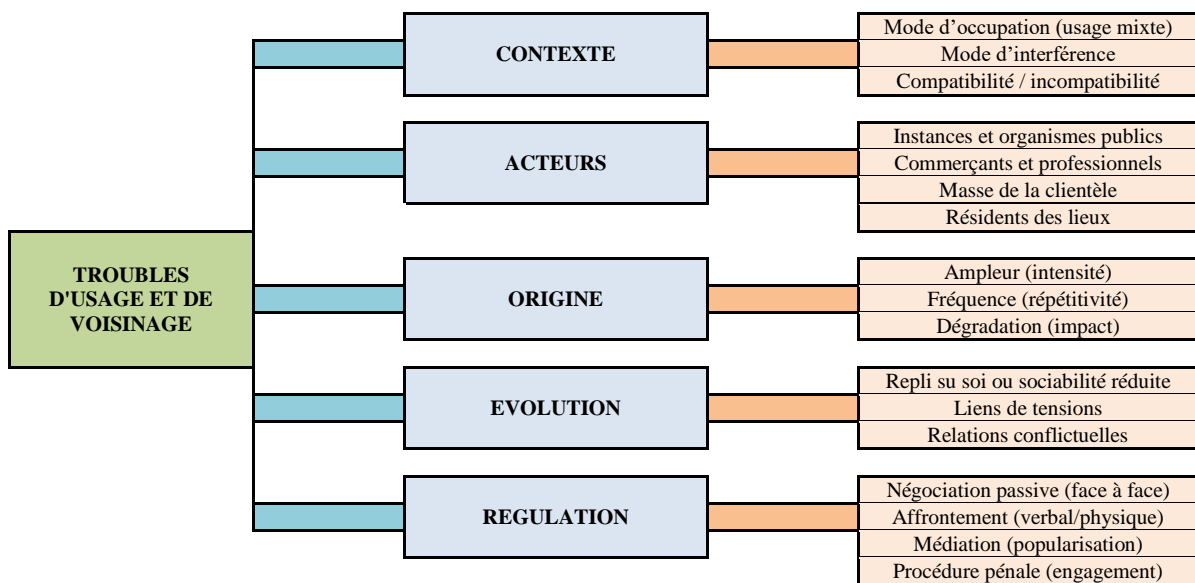 TROUBLES
D'USAGE ET DE
VOISINAGE
CONTEXTE
Mode d’occupation (usage mixte)
Mode d’interférence
Compatibilité / incompatibilité
ACTEURS
Instances et organismes publics
Commerçants et professionnels
Masse de la clientèle
Résidents des lieux
ORIGINE
Ampleur (intensité)
Fréquence (répétitivité)
Dégradation (impact)
EVOLUTION
Repli su soi ou sociabilité réduite
Liens de tensions
Relations conflictuelles
REGULATION
Négociation passive (face à face)
Affrontement (verbal/physique)
Médiation (popularisation)
Procédure pénale (engagement)